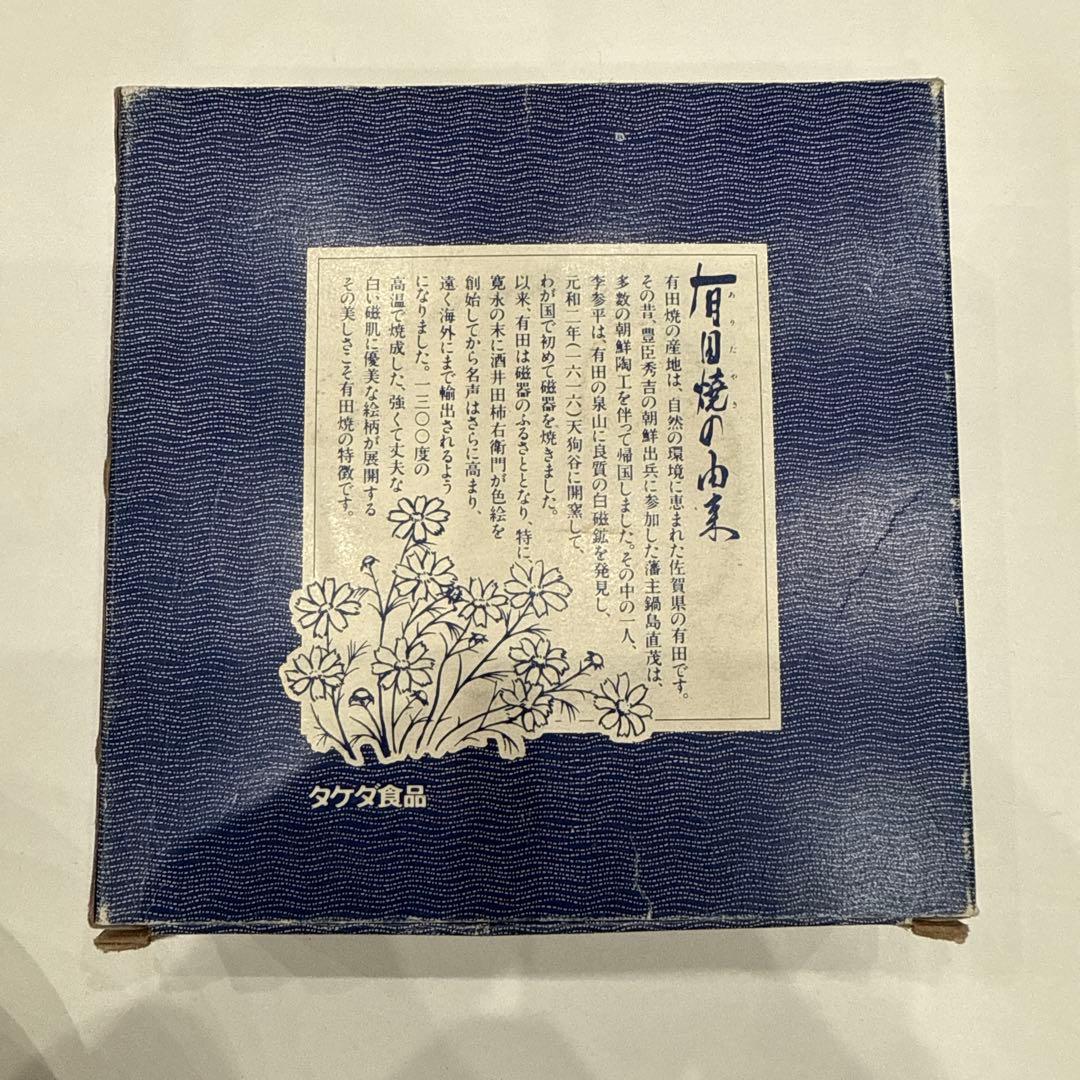 有田焼の由来
ありたやき
有田焼の産地は、自然の環境に恵まれた佐賀県の有田です。
その昔、豊臣秀吉の朝鮮出兵に参加した藩主鍋島直茂は、
多数の朝鮮陶工を伴って帰国しました。その中の一人、
李参平は、有田の泉山に良質の白磁鉱を発見し、
元和二年(一六一六)天狗谷に開窯して、
わが国で初めて磁器を焼きました。
以来、有田は磁器のふるさととなり、特に
寛永の末に酒井田柿右衛門が色絵を
創始してから名声はさらに高まり、
遠く海外にまで輸出されるよう
になりました。一三〇〇度の
高温で焼成した、強くて丈夫な
白い磁肌に優美な絵柄が展開する
その美しさこそ有田焼の特徴です。
タケダ食品